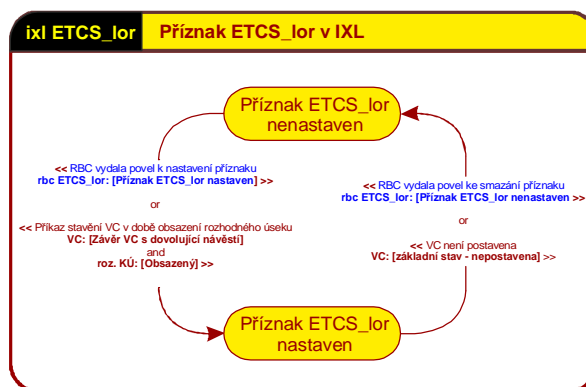 ixl ETCS_lor
Příznak ETCS_lor v IXL
Příznak ETCS_lor
nenastaven
<< RBC vydala povel k nastavení příznaku
rbc ETCS_lor: [Příznak ETCS_lor nastaven] >>
or
<< Příkaz stavění VC v době obsazení rozhodného úseku
VC: [Závěr VC s dovolující návěstí]
and
roz. KÚ: [Obsazený] >>
<< RBC vydala povel ke smazání příznaku
rbc ETCS_lor: [Příznak ETCS_lor nenastaven >>
or
<< VC není postavena
VC: [základní stav - nepostavena] >>
Příznak ETCS_lor
nastaven